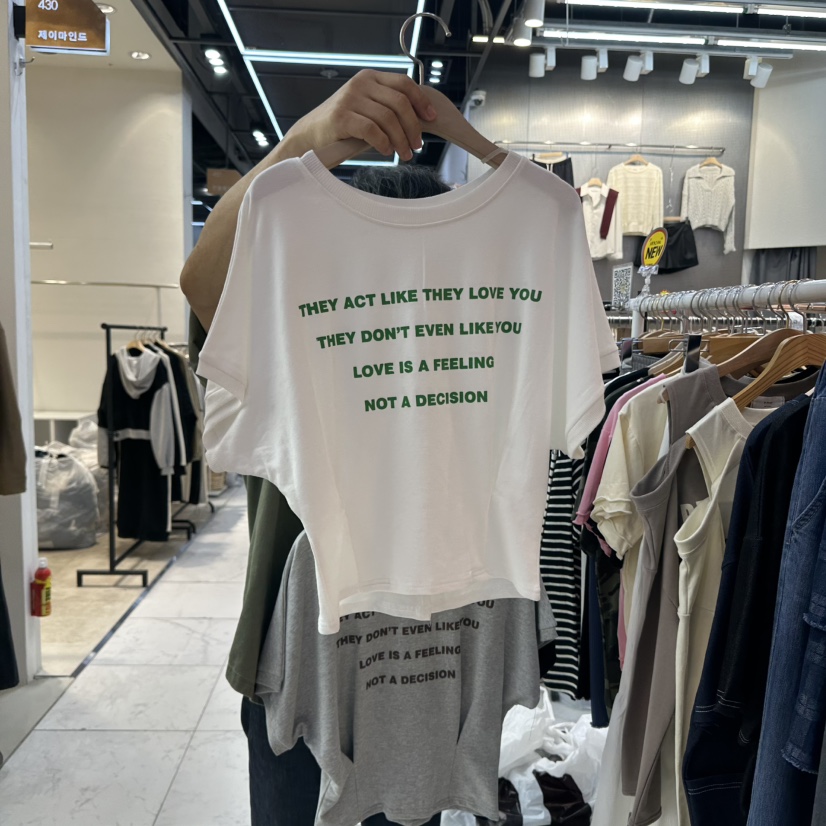 430
제이마인드
NEW
THEY ACT LIKE THEY LOVE YOU
THEY DON'T EVEN LIKE YOU
LOVE IS A FEELING
NOT A DECISION
THEY DON'T EVEN LIKE YOU
LOVE IS A FEELING
NOT A DECISION